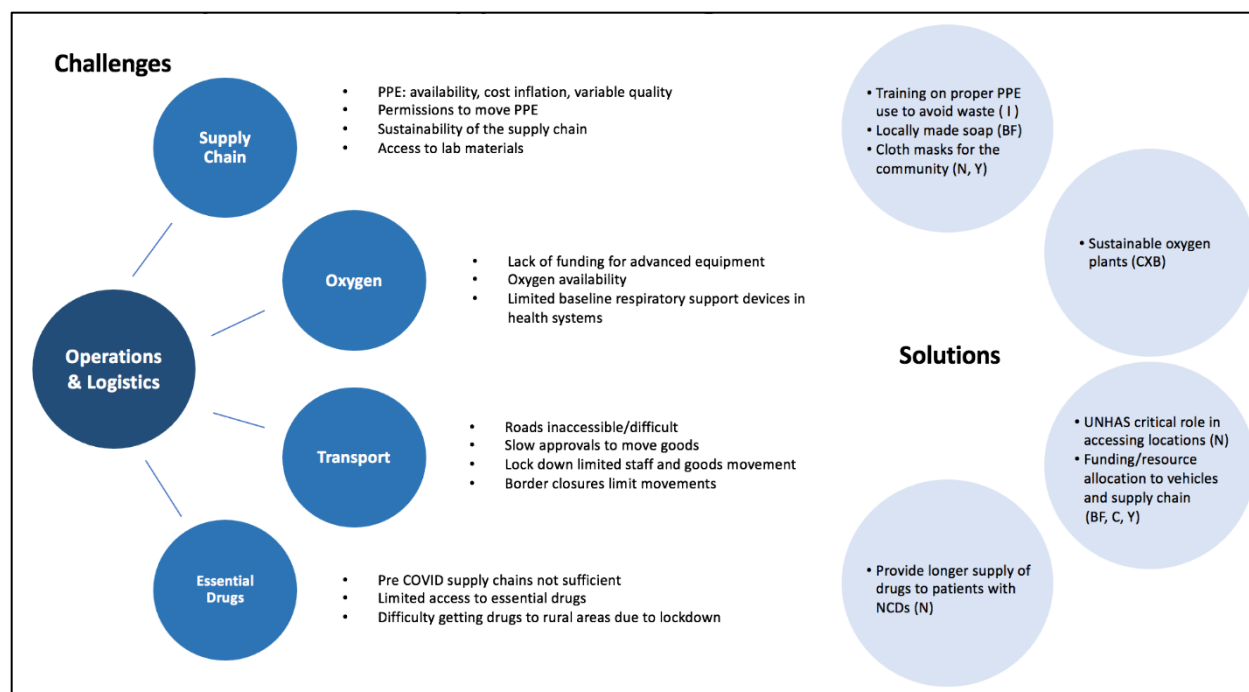 Challenges
Supply
Chain
• PPE: availability, cost inflation, variable quality
• Permissions to move PPE
• Sustainability of the supply chain
• Access to lab materials
Oxygen
• Lack of funding for advanced equipment
• Oxygen availability
• Limited baseline respiratory support devices in
health systems
Operations
& Logistics
Transport
• Roads inaccessible/difficult
• Slow approvals to move goods
• Lock down limited staff and goods movement
• Border closures limit movements
Essential
Drugs
• Pre COVID supply chains not sufficient
• Limited access to essential drugs
• Difficulty getting drugs to rural areas due to lockdown
Solutions
• Training on proper PPE
use to avoid waste ( I )
• Locally made soap (BF)
• Cloth masks for the
community (N, Y)
• Sustainable oxygen
plants (CXB)
• UNHAS critical role in
accessing locations (N)
• Funding/resource
allocation to vehicles
and supply chain
(BF, C, Y)
• Provide longer supply of
drugs to patients with
NCDs (N)